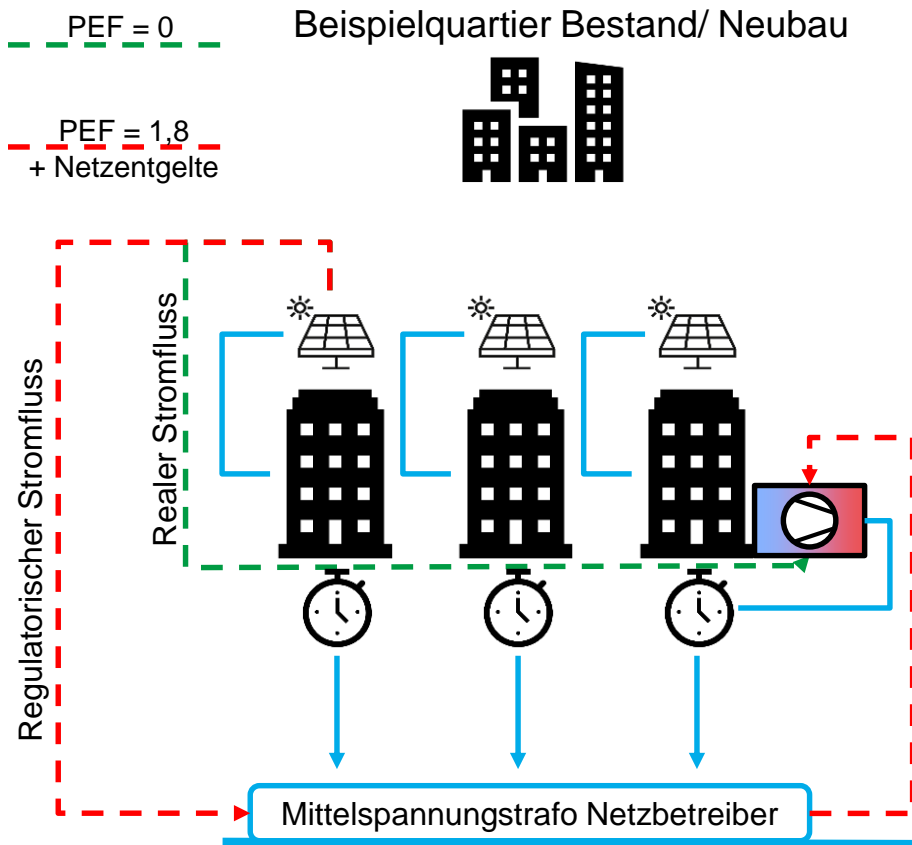 PEF = 0
Beispielquartier Bestand/ Neubau
PEF = 1,8
+ Netzentgelte
Regulatorischer Stromfluss
Realer Stromfluss
Mittelspannungstrafo Netzbetreiber